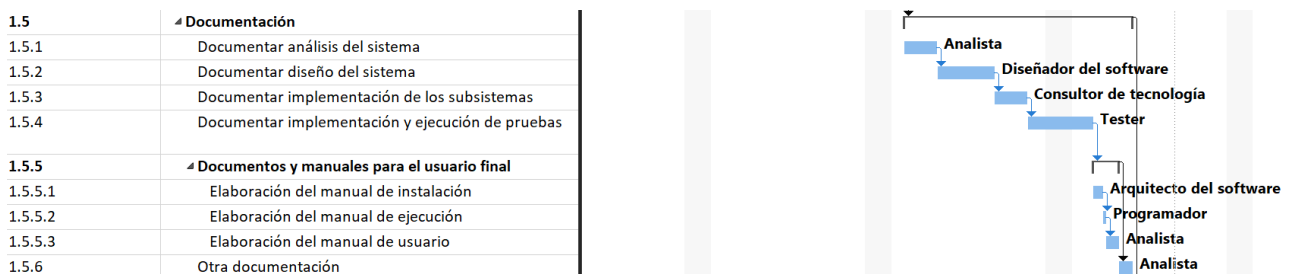 1.5 Documentación
1.5.1 Documentar análisis del sistema Analista
1.5.2 Documentar diseño del sistema Diseñador del software
1.5.3 Documentar implementación de los subsistemas Consultor de tecnología
1.5.4 Documentar implementación y ejecución de pruebas Tester
1.5.5 Documentos y manuales para el usuario final
1.5.5.1 Elaboración del manual de instalación Arquitecto del software
1.5.5.2 Elaboración del manual de ejecución Programador
1.5.5.3 Elaboración del manual de usuario Analista
1.5.6 Otra documentación Analista